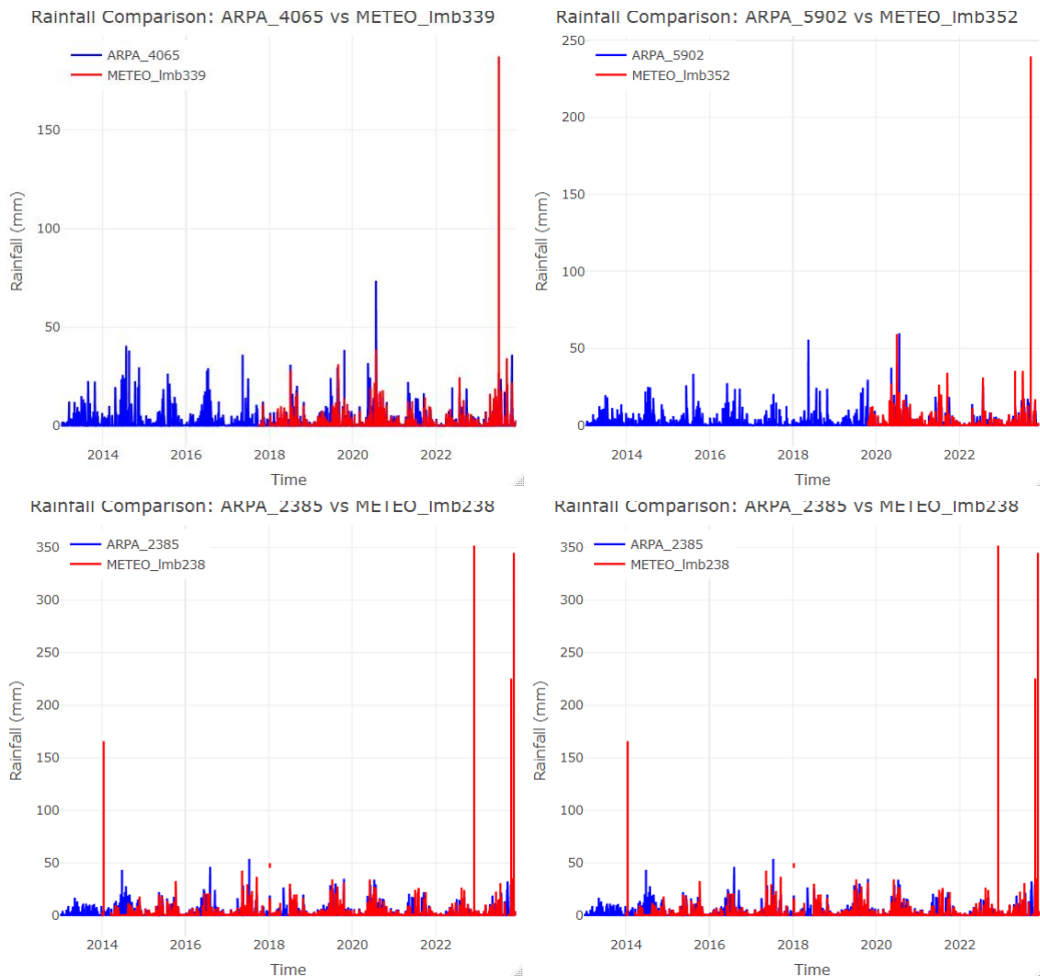 Rainfall Comparison: ARPA_4065 vs METEO_lmb339
ARPA_4065
METEO_lmb339
150
100
50
0
Rainfall (mm)
2014 2016 2018 2020 2022
Time
Rainfall Comparison: ARPA_5902 vs METEO_lmb352
250
ARPA_5902
METEO_lmb352
200
150
100
50
0
Rainfall (mm)
2014 2016 2018 2020 2022
Time
Rainfall Comparison: ARPA_2385 vs METEO_lmb238
350
ARPA_2385
METEO_lmb238
300
250
200
150
100
50
0
Rainfall (mm)
2014 2016 2018 2020 2022
Time
Rainfall Comparison: ARPA_2385 vs METEO_lmb238
350
ARPA_2385
METEO_lmb238
300
250
200
150
100
50
0
Rainfall (mm)
2014 2016 2018 2020 2022
Time